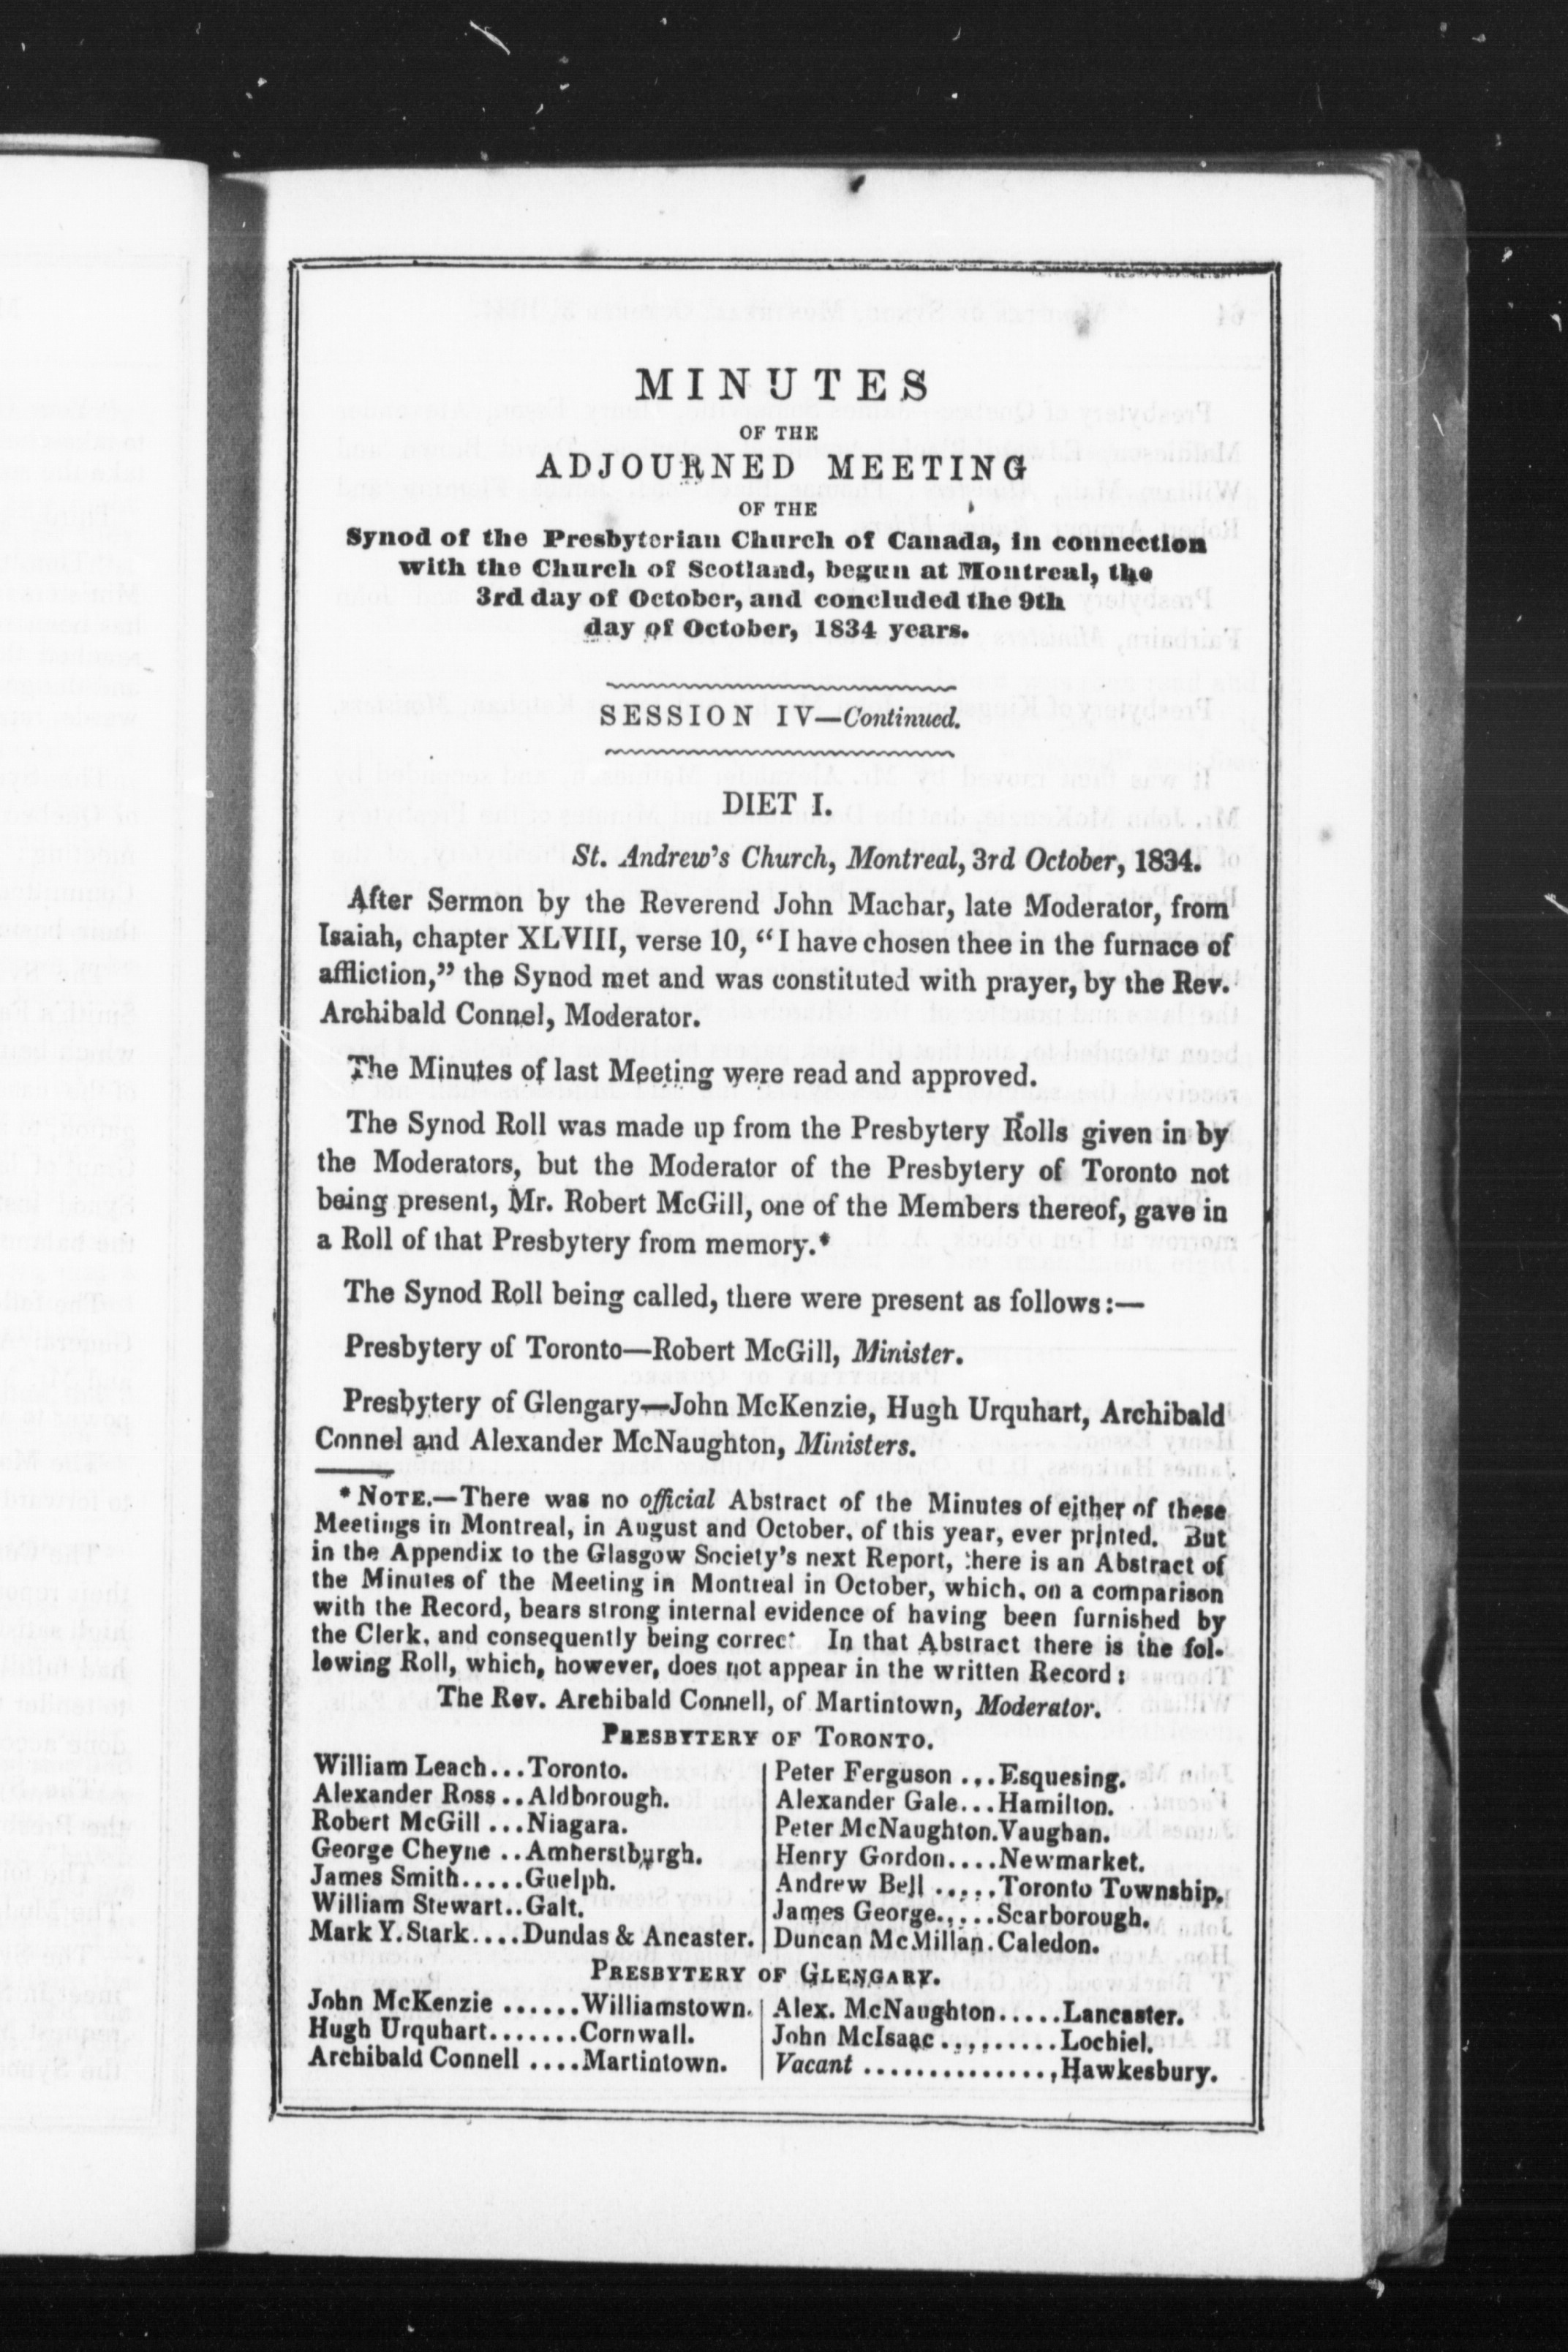 MINUTES
OF THE
ADJOURNED MEETING
OF THE
Synod of the Presbyterian Church of Canada, in connection
with the Church of Scotland, begun at Montreal, the
3rd day of October, and concluded the 9th
day of October, 1834 years.
SESSION IV—Continued.
DIET I.
St. Andrew's Church, Montreal, 3rd October, 1834.
After Sermon by the Reverend John Machar, late Moderator, from
Isaiah, chapter XLVIII, verse 10, “I have chosen thee in the furnace of
affliction,” the Synod met and was constituted with prayer, by the Rev.
Archibald Connel, Moderator.
The Minutes of last Meeting were read and approved.
The Synod Roll was made up from the Presbytery Rolls given in by
the Moderators, but the Moderator of the Presbytery of Toronto not
being present, Mr. Robert McGill, one of the Members thereof, gave in
a Roll of that Presbytery from memory.*
The Synod Roll being called, there were present as follows:—
Presbytery of Toronto—Robert McGill, Minister.
Presbytery of Glengary—John McKenzie, Hugh Urquhart, Archibald
Connel and Alexander McNaughton, Ministers.
* NOTE.—There was no official Abstract of the Minutes of either of these
Meetings in Montreal, in August and October, of this year, ever printed. But
in the Appendix to the Glasgow Society's next Report, there is an Abstract of
the Minutes of the Meeting in Montreal in October, which, on a comparison
with the Record, bears strong internal evidence of having been furnished by
the Clerk, and consequently being correct. In that Abstract there is the fol-
lowing Roll, which, however, does not appear in the written Record:
The Rev. Archibald Connell, of Martintown, Moderator.
PRESBYTERY OF TORONTO.
William Leach...Toronto.
Alexander Ross..Aldborough.
Robert McGill ...Niagara.
George Cheyne ..Amherstburgh.
James Smith.....Guelph.
William Stewart..Galt.
Mark Y. Stark....Dundas & Ancaster.
Peter Ferguson ...Esquesing.
Alexander Gale...Hamilton.
Peter McNaughton.Vaughan.
Henry Gordon....Newmarket.
Andrew Bell .....Toronto Township.
James George.....Scarborough.
Duncan McMillan.Caledon.
PRESBYTERY OF GLENGARY.
John McKenzie ......Williamstown.
Hugh Urquhart.......Cornwall.
Archibald Connell ....Martintown.
Alex. McNaughton.....Lancaster.
John McIsaac .........Lochiel.
Vacant ...............Hawkesbury.